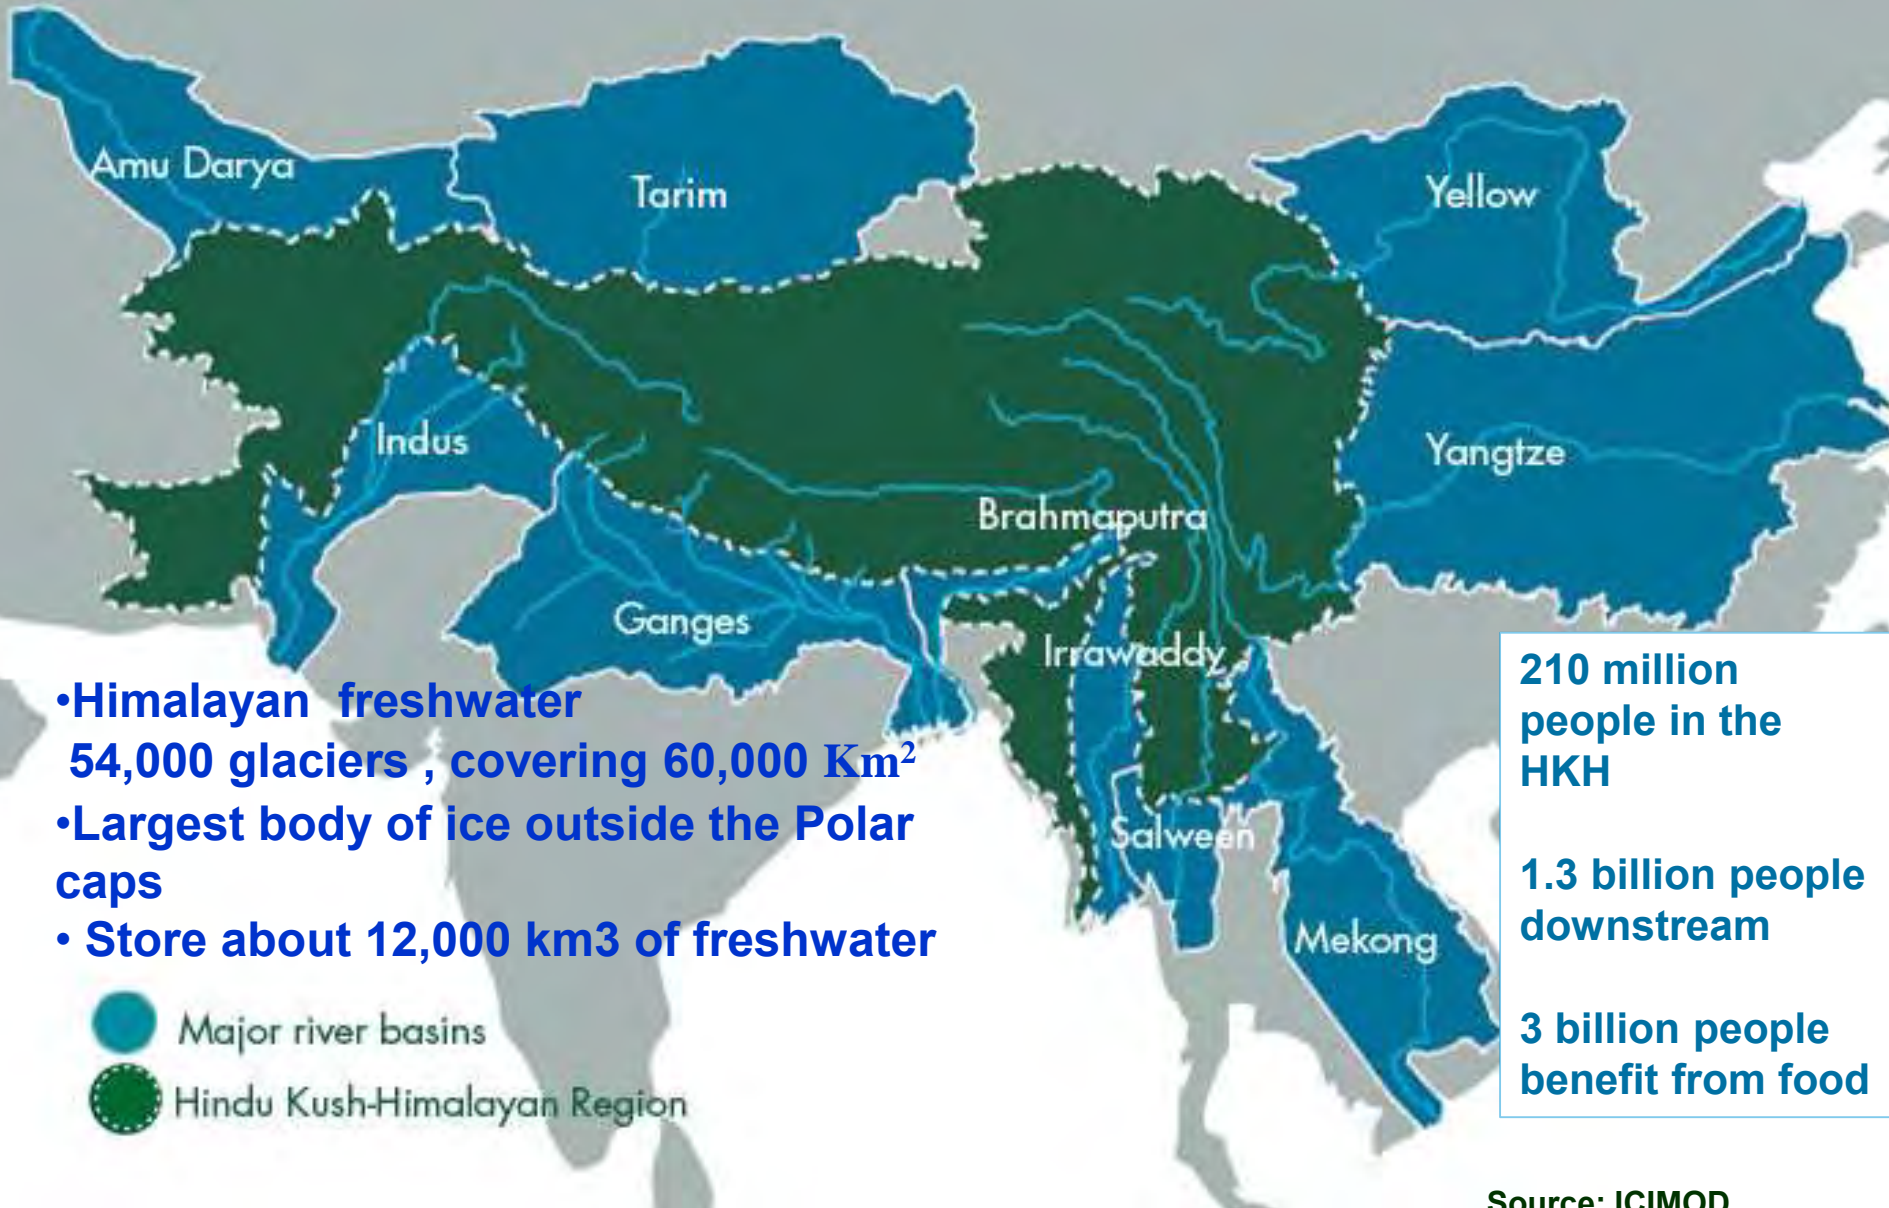 Amu Darya
Tarim
Yellow
Indus
Yangtze
Brahmaputra
Ganges
Irrawaddy
Salween
Mekong
•Himalayan freshwater
54,000 glaciers , covering 60,000 Km²
•Largest body of ice outside the Polar
caps
• Store about 12,000 km3 of freshwater
Major river basins
Hindu Kush-Himalayan Region
210 million
people in the
HKH
1.3 billion people
downstream
3 billion people
benefit from food
Source: ICIMOD